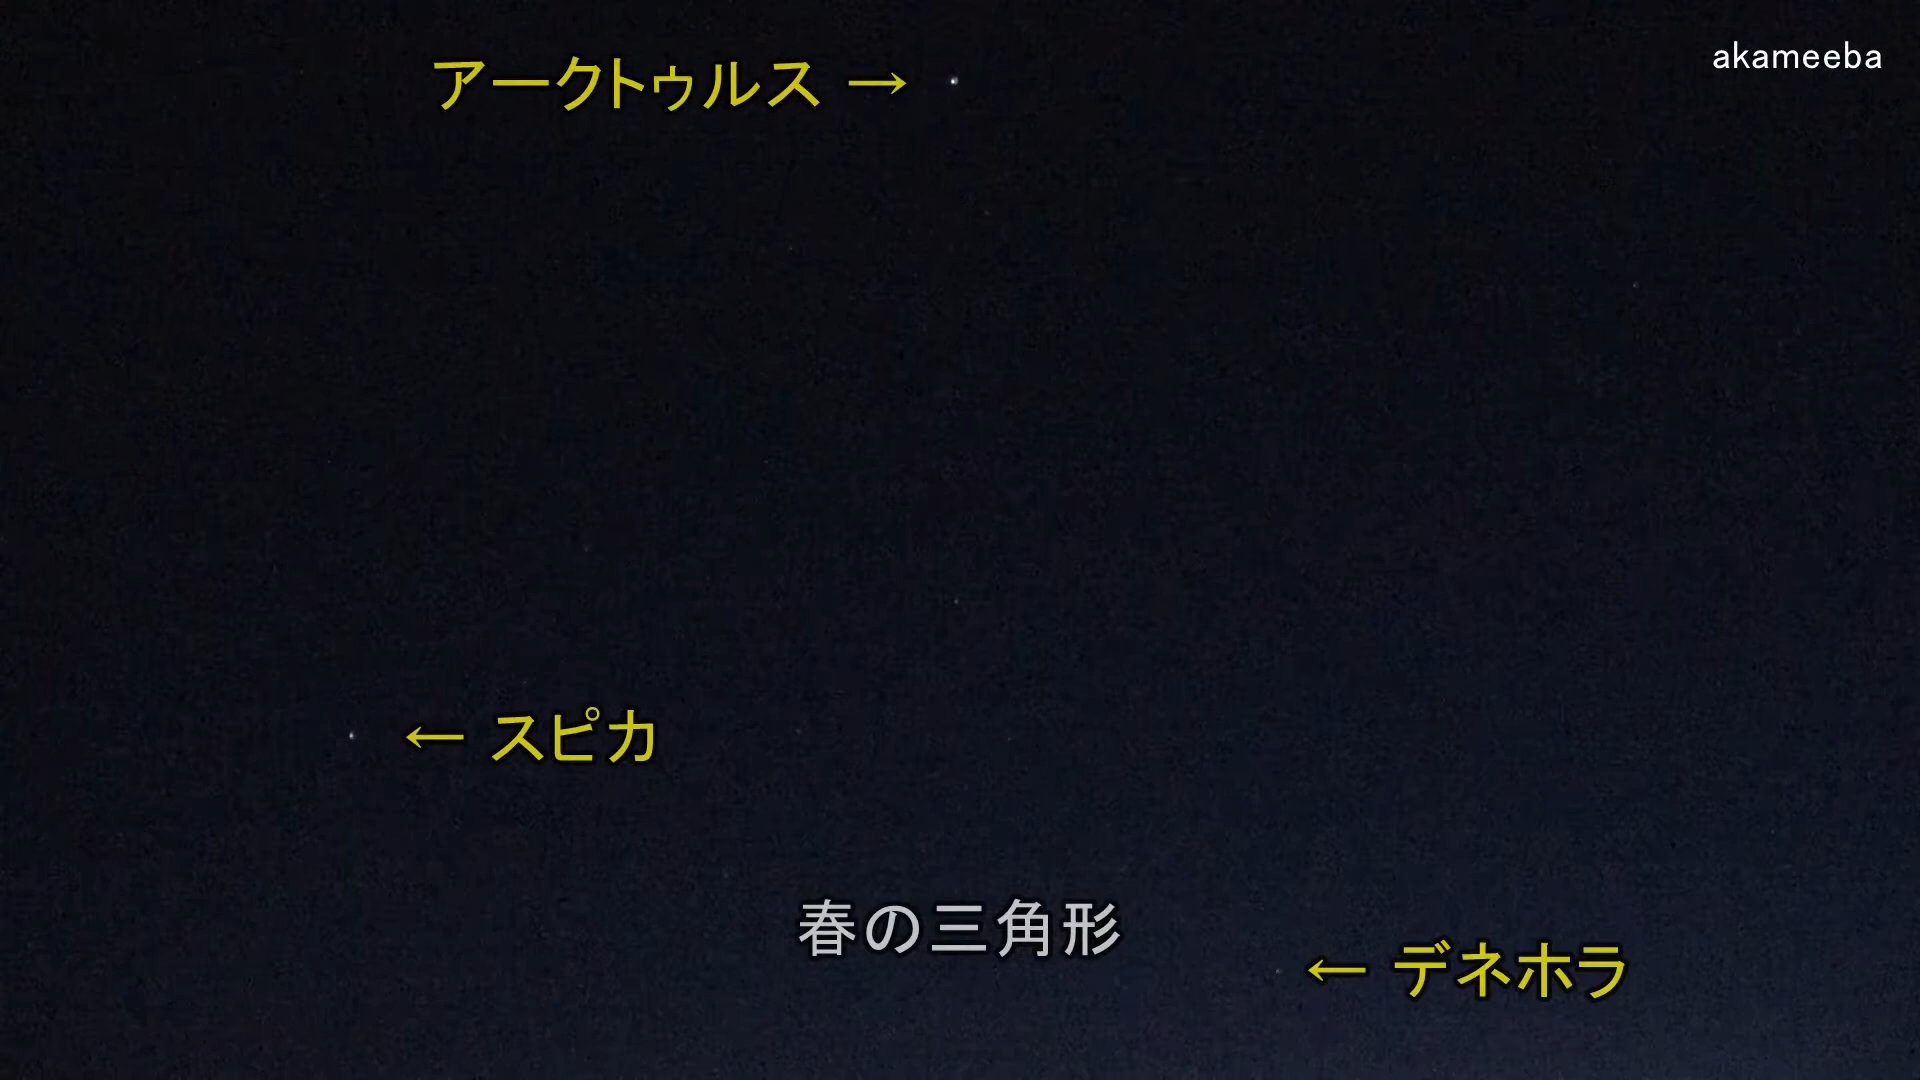 アークトゥルス →
akameeba
← スピカ
春の三角形
← デネホラ